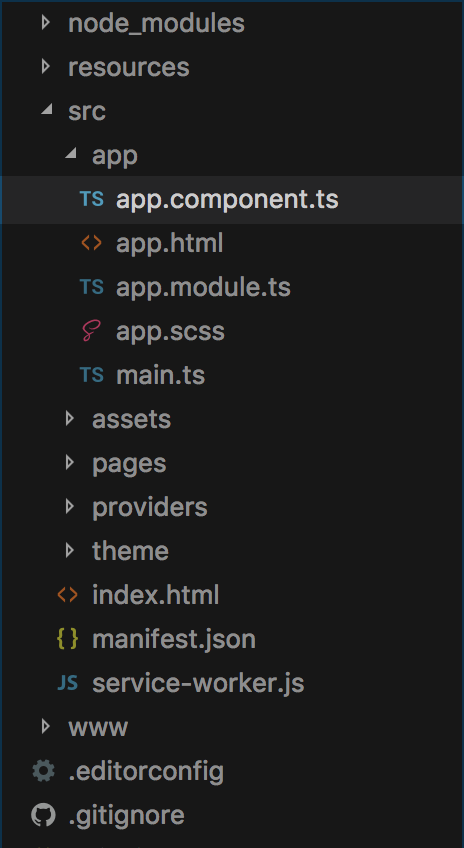 node_modules
resources
src
app
TS app.component.ts
<> app.html
TS app.module.ts
app.scss
TS main.ts
assets
pages
providers
theme
<> index.html
{} manifest.json
JS service-worker.js
www
.editorconfig
.gitignore